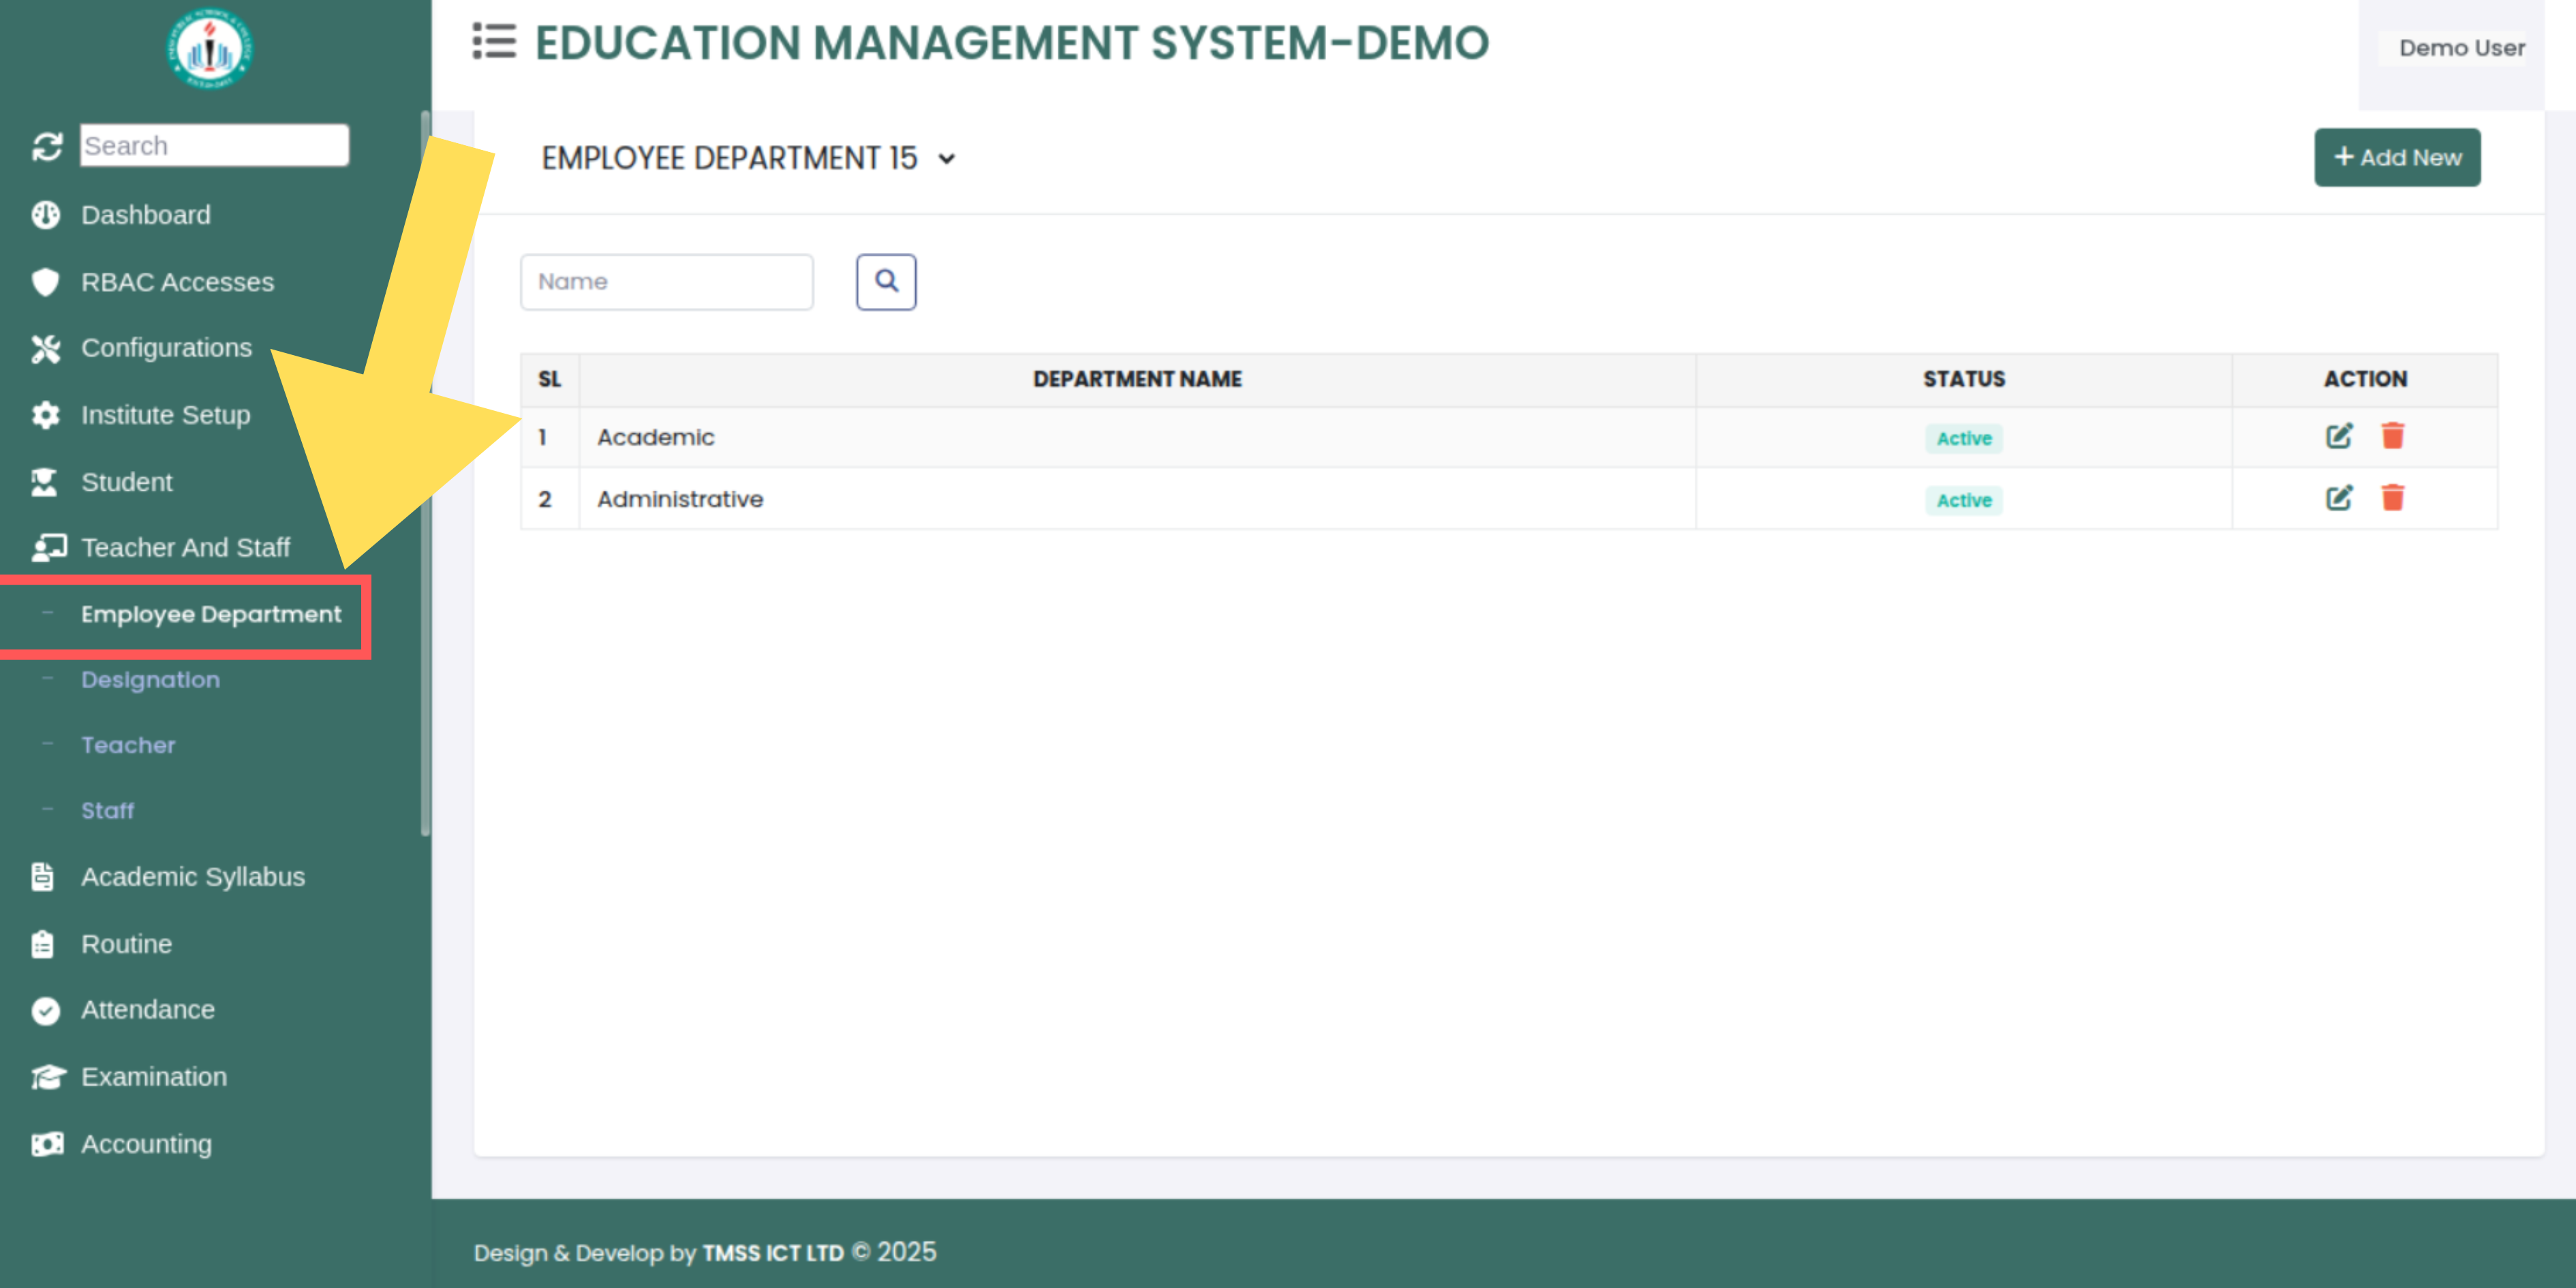 EDUCATION MANAGEMENT SYSTEM-DEMO
Demo User
Search
Dashboard
RBAC Accesses
Configurations
Institute Setup
Student
Teacher And Staff
Employee Department
Designation
Teacher
Staff
Academic Syllabus
Routine
Attendance
Examination
Accounting
EMPLOYEE DEPARTMENT 15
+ Add New
Name
SL DEPARTMENT NAME STATUS ACTION
1 Academic Active
2 Administrative Active
Design & Develop by TMSS ICT LTD © 2025